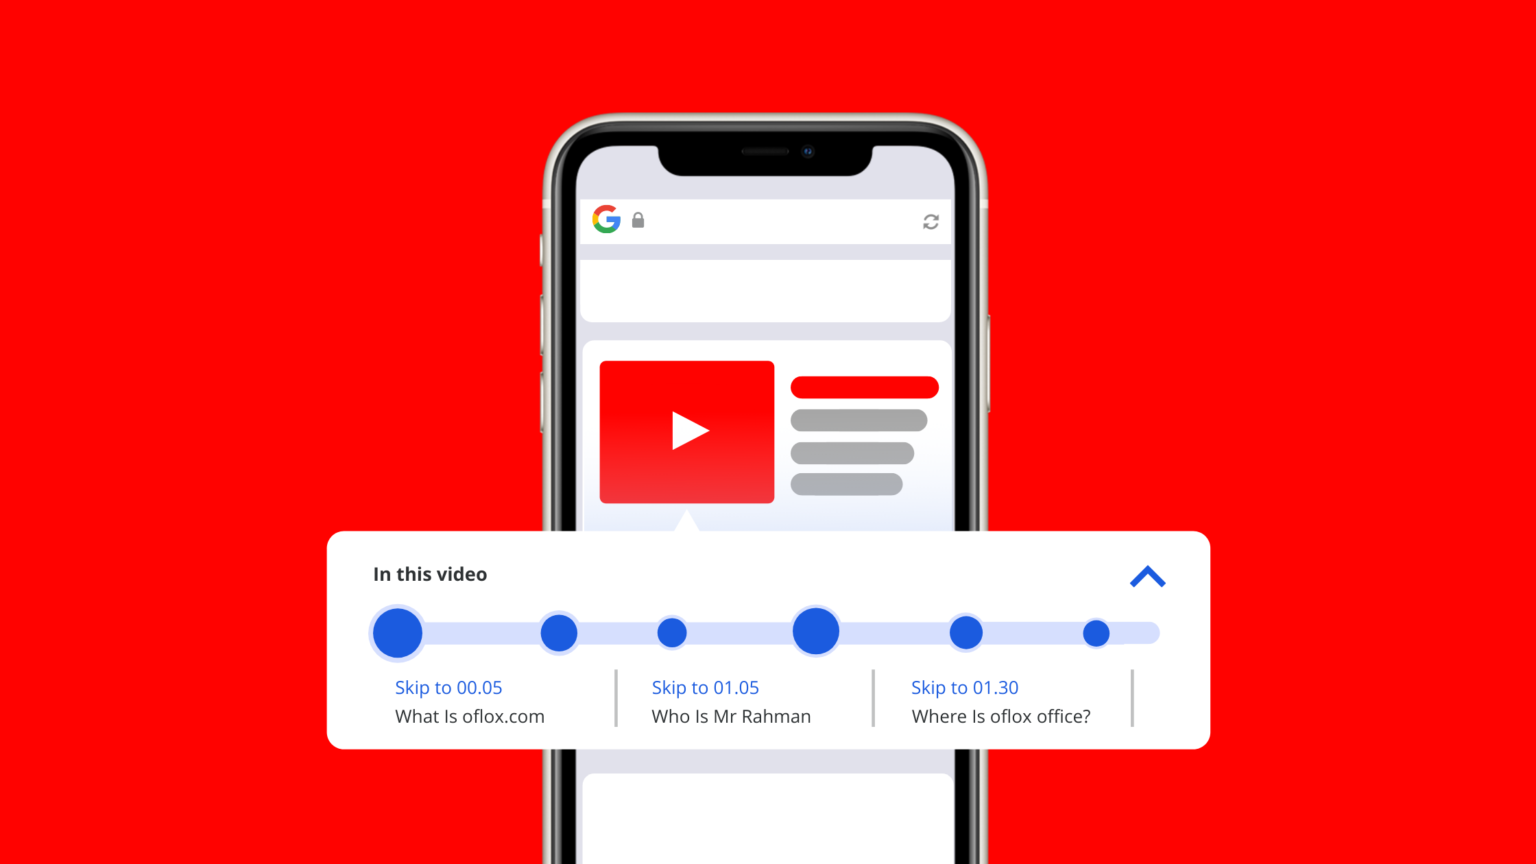 In this video
Skip to 00.05
What Is oflox.com
Skip to 01.05
Who Is Mr Rahman
Skip to 01.30
Where Is oflox office?